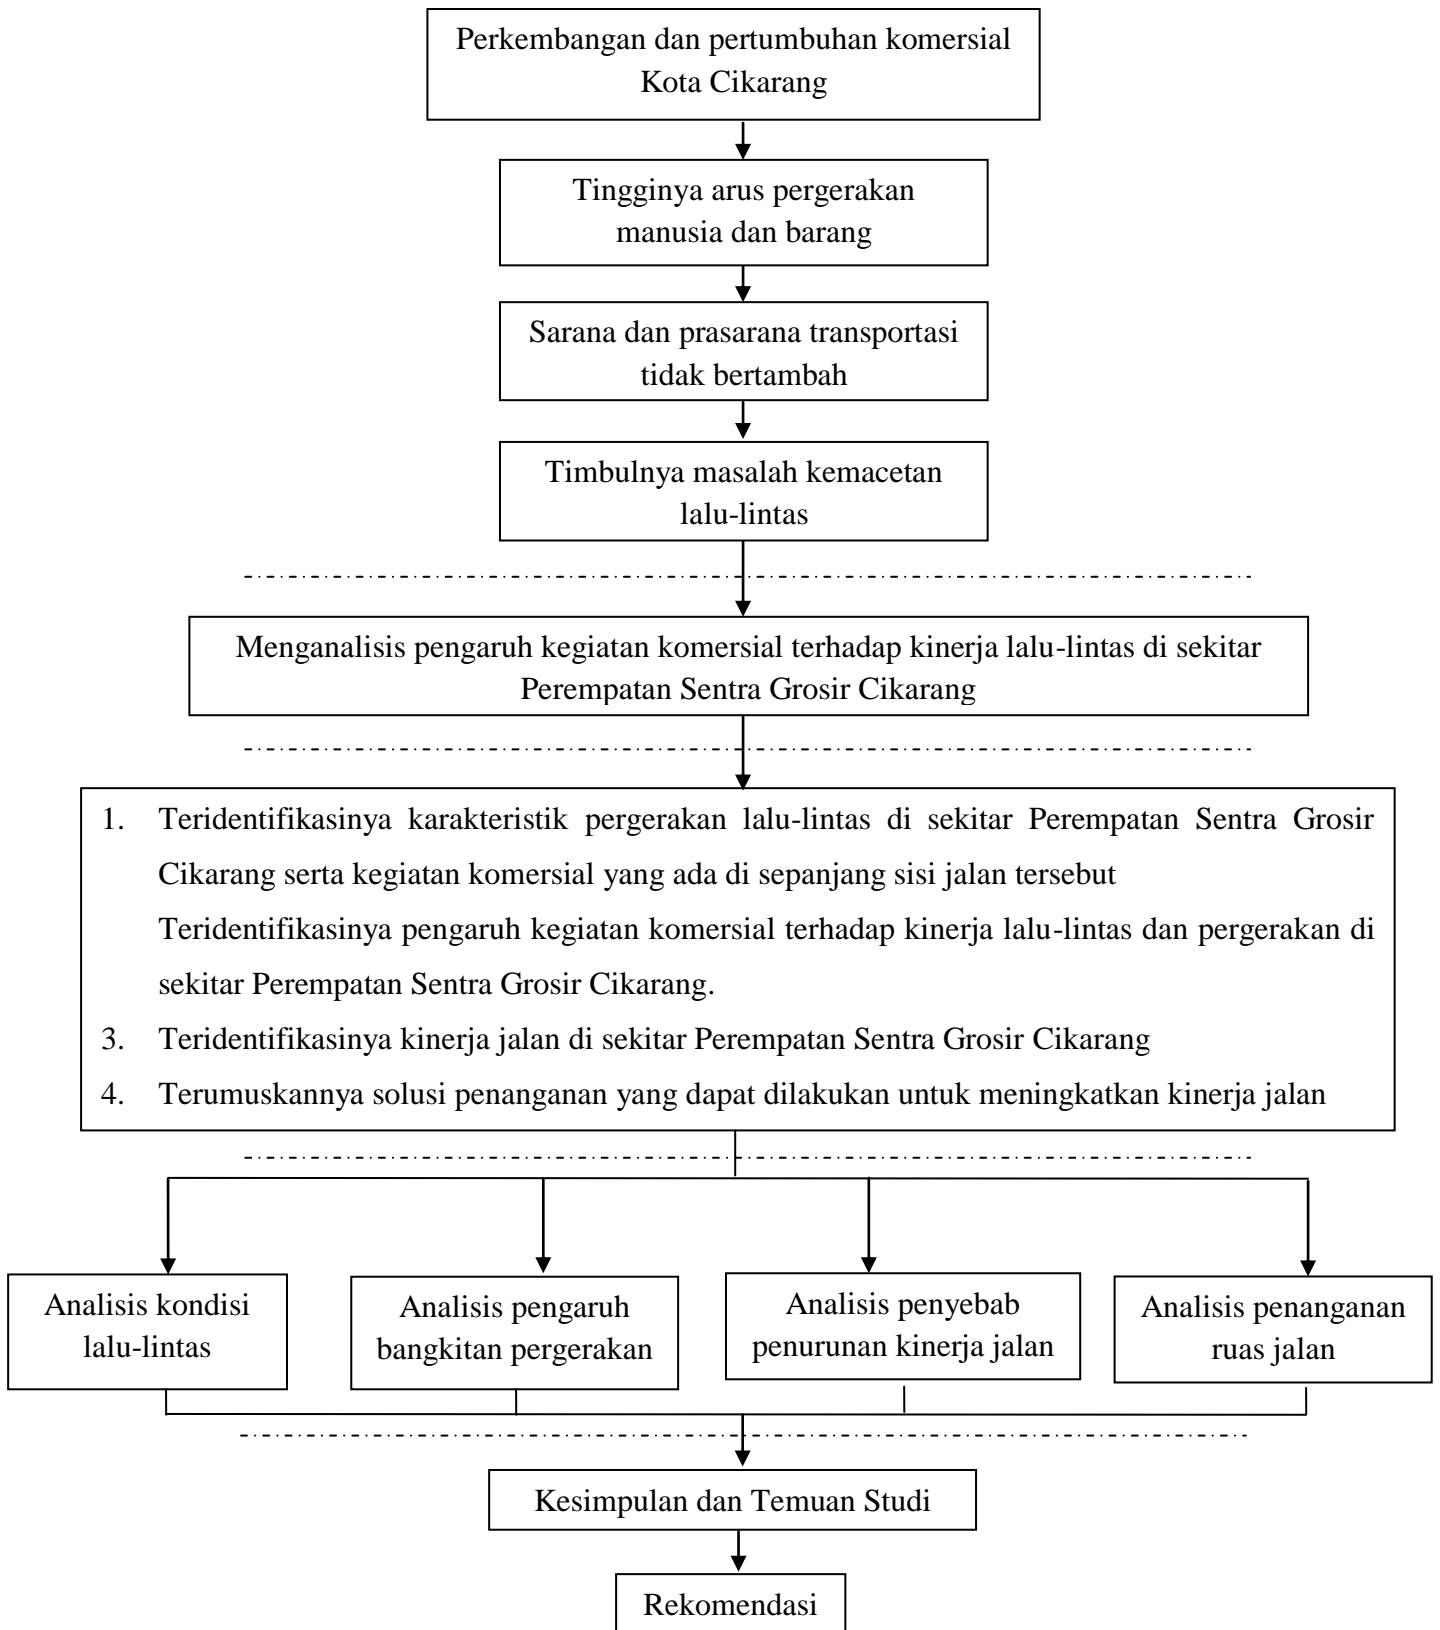 Perkembangan dan pertumbuhan komersial
Kota Cikarang
Tingginya arus pergerakan
manusia dan barang
Sarana dan prasarana transportasi
tidak bertambah
Timbulnya masalah kemacetan
lalu-lintas
Menganalisis pengaruh kegiatan komersial terhadap kinerja lalu-lintas di sekitar
Perempatan Sentra Grosir Cikarang
1. Teridentifikasinya karakteristik pergerakan lalu-lintas di sekitar Perempatan Sentra Grosir
Cikarang serta kegiatan komersial yang ada di sepanjang sisi jalan tersebut
Teridentifikasinya pengaruh kegiatan komersial terhadap kinerja lalu-lintas dan pergerakan di
sekitar Perempatan Sentra Grosir Cikarang.
3. Teridentifikasinya kinerja jalan di sekitar Perempatan Sentra Grosir Cikarang
4. Terumuskannya solusi penanganan yang dapat dilakukan untuk meningkatkan kinerja jalan
Analisis kondisi
lalu-lintas
Analisis pengaruh
bangkitan pergerakan
Analisis penyebab
penurunan kinerja jalan
Analisis penanganan
ruas jalan
Kesimpulan dan Temuan Studi
Rekomendasi